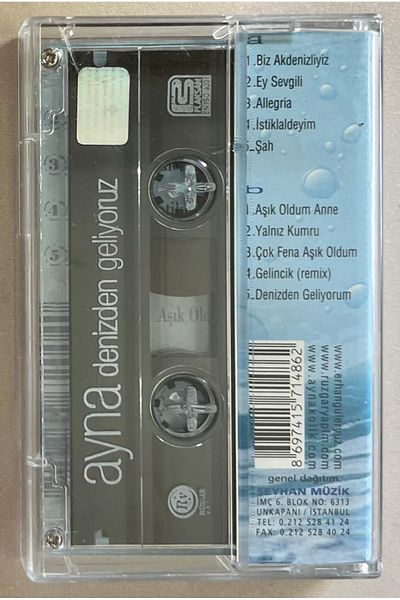 ayna denizden geliyoruz
Aşık Ol
a
1.Biz Akdenizliyiz
2.Ey Sevgili
3.Allegria
4.İstiklaldeyim
5.Şah
b
1.Aşık Oldum Anne
2.Yalnız Kumru
3.Çok Fena Aşık Oldum
4.Gelincik (remix)
5.Denizden Geliyorum
www.erhanguleryuz.com
www.ruzgaryapim.com
www.aynakolik.com
8 697415 714862
genel dağıtım:
SEYHAN MÜZİK
İMÇ 6. BLOK NO: 6313
UNKAPANI / İSTANBUL
TEL: 0.212 528 41 24
FAX: 0.212 528 40 24